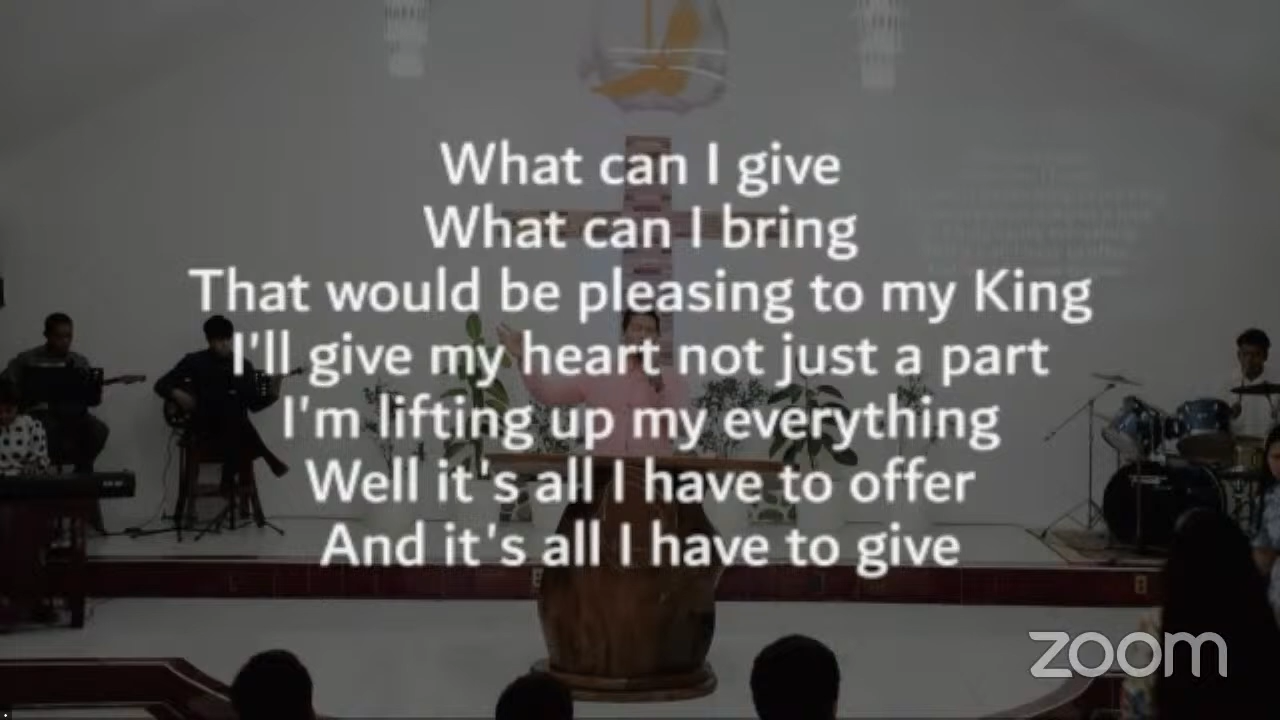 What can I give
What can I bring
That would be pleasing to my King
I'll give my heart not just a part
I'm lifting up my everything
Well it's all I have to offer
And it's all I have to give
zoom